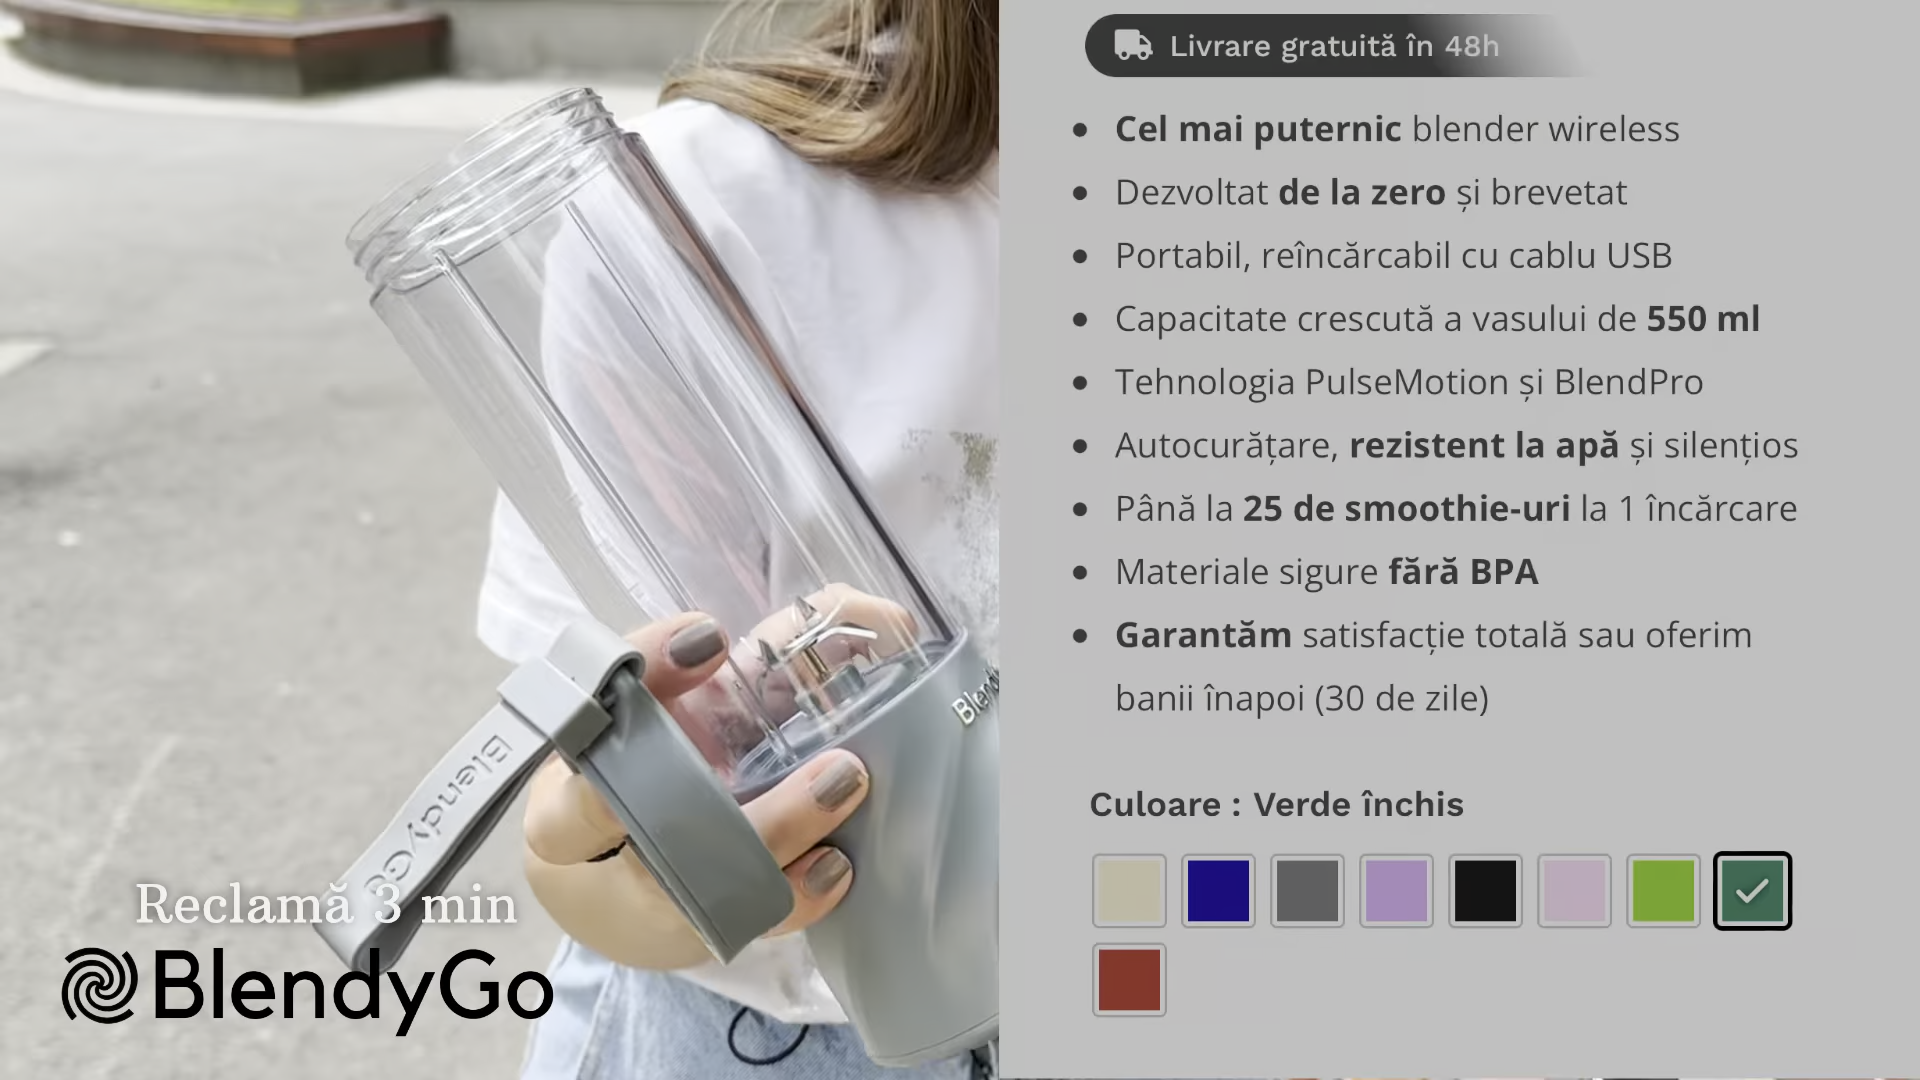 Livrare gratuită în 48h
Cel mai puternic blender wireless
Dezvoltat de la zero și brevetat
Portabil, reîncărcabil cu cablu USB
Capacitate crescută a vasului de 550 ml
Tehnologia PulseMotion și BlendPro
Autocurățare, rezistent la apă și silențios
Până la 25 de smoothie-uri la 1 încărcare
Materiale sigure fără BPA
Garantăm satisfacție totală sau oferim
banii înapoi (30 de zile)
Culoare : Verde închis
BlendyGo
Reclamă 3 min
BlendyGo